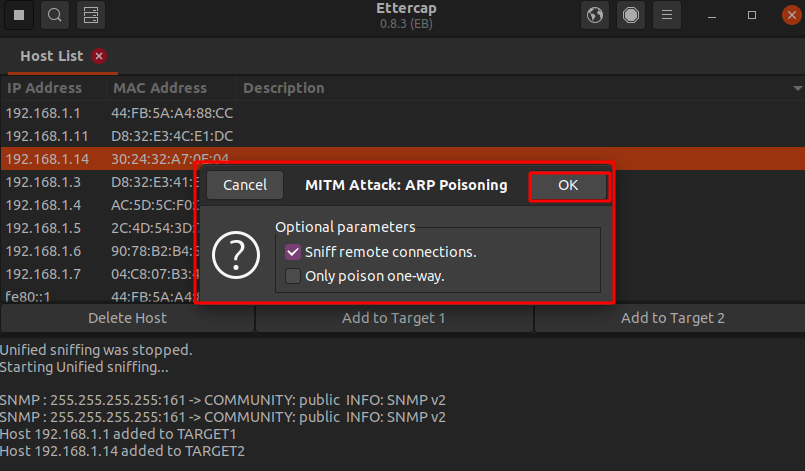 Ettercap
0.8.3 (EB)
Host List
IP Address MAC Address Description
192.168.1.1 44:FB:5A:A4:88:CC
192.168.1.11 D8:32:E3:4C:E1:DC
192.168.1.14 30:24:32:A7:0E:04
192.168.1.3 D8:32:E3:41:
192.168.1.4 AC:5D:5C:F0:
192.168.1.5 2C:4D:54:3D:
192.168.1.6 90:78:B2:B4:
192.168.1.7 04:C8:07:B3:4
fe80::1 44:FB:5A:A4:8
Cancel MITM Attack: ARP Poisoning OK
Optional parameters
Sniff remote connections.
Only poison one-way.
Delete Host Add to Target 1 Add to Target 2
Unified sniffing was stopped.
Starting Unified sniffing...
SNMP : 255.255.255.255:161 -> COMMUNITY: public INFO: SNMP v2
SNMP : 255.255.255.255:161 -> COMMUNITY: public INFO: SNMP v2
Host 192.168.1.1 added to TARGET1
Host 192.168.1.14 added to TARGET2